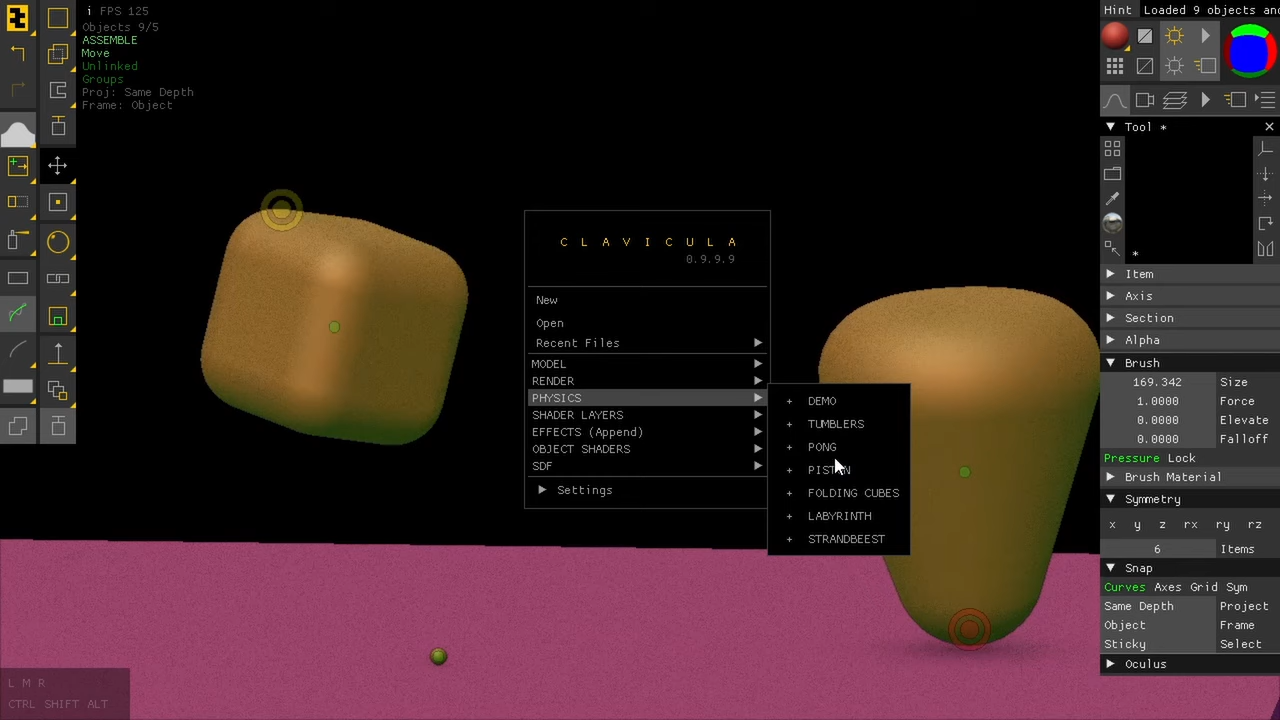 i FPS 125
Objects 9/5
ASSEMBLE
Move
Unlinked
Groups
Proj: Same Depth
Frame: Object
L M R
CTRL SHIFT ALT
C L A V I C U L A
0.9.9.9
New
Open
Recent Files
MODEL
RENDER
PHYSICS
SHADER LAYERS
EFFECTS (Append)
OBJECT SHADERS
SDF
Settings
+ DEMO
+ TUMBLERS
+ PONG
+ PISTON
+ FOLDING CUBES
+ LABYRINTH
+ STRANDBEEST
Hint Loaded 9 objects and
Tool *
*
Item
Axis
Section
Alpha
Brush
169.342 Size
1.0000 Force
0.0000 Elevate
0.0000 Falloff
Pressure Lock
Brush Material
Symmetry
x y z rx ry rz
6 Items
Snap
Curves Axes Grid Sym
Same Depth Project
Object Frame
Sticky Select
Oculus